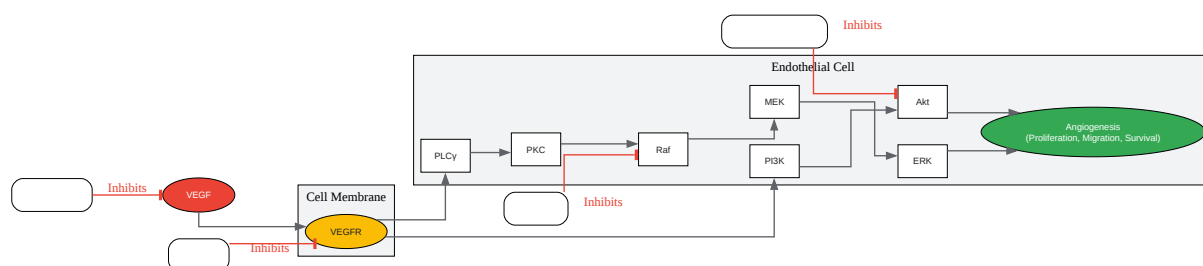 Inhibits
Endothelial Cell
MEK
Akt
Angiogenesis
(Proliferation, Migration, Survival)
PLCγ
PKC
Raf
PI3K
ERK
Inhibits
VEGF
Cell Membrane
Inhibits
VEGFR
Inhibits